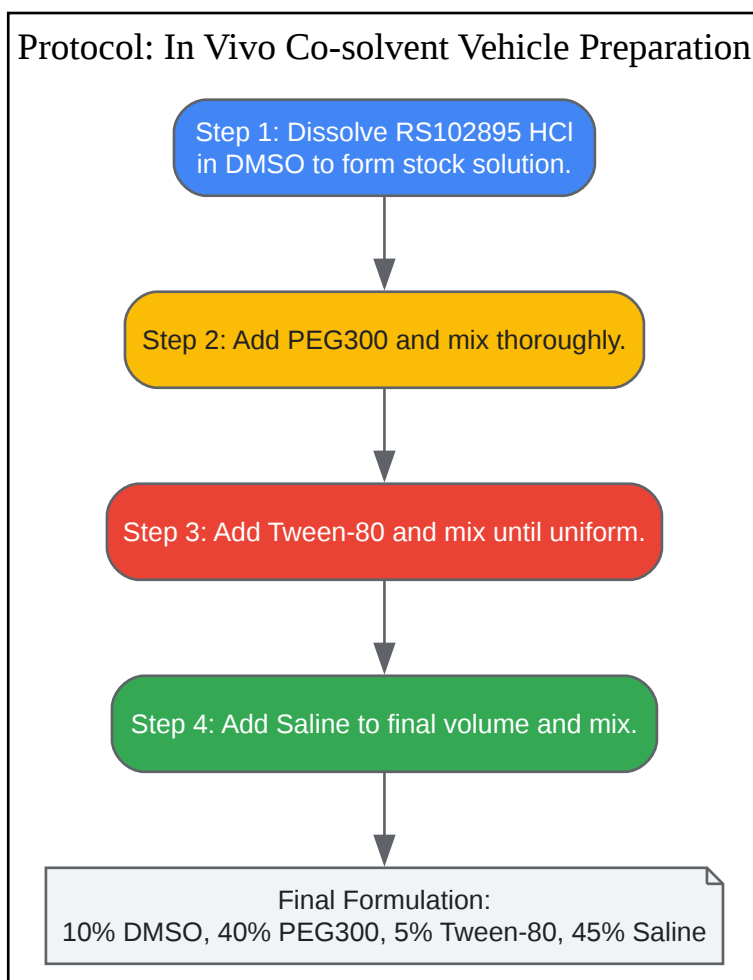 Protocol: In Vivo Co-solvent Vehicle Preparation
Step 1: Dissolve RS102895 HCl
in DMSO to form stock solution.
Step 2: Add PEG300 and mix thoroughly.
Step 3: Add Tween-80 and mix until uniform.
Step 4: Add Saline to final volume and mix.
Final Formulation:
10% DMSO, 40% PEG300, 5% Tween-80, 45% Saline